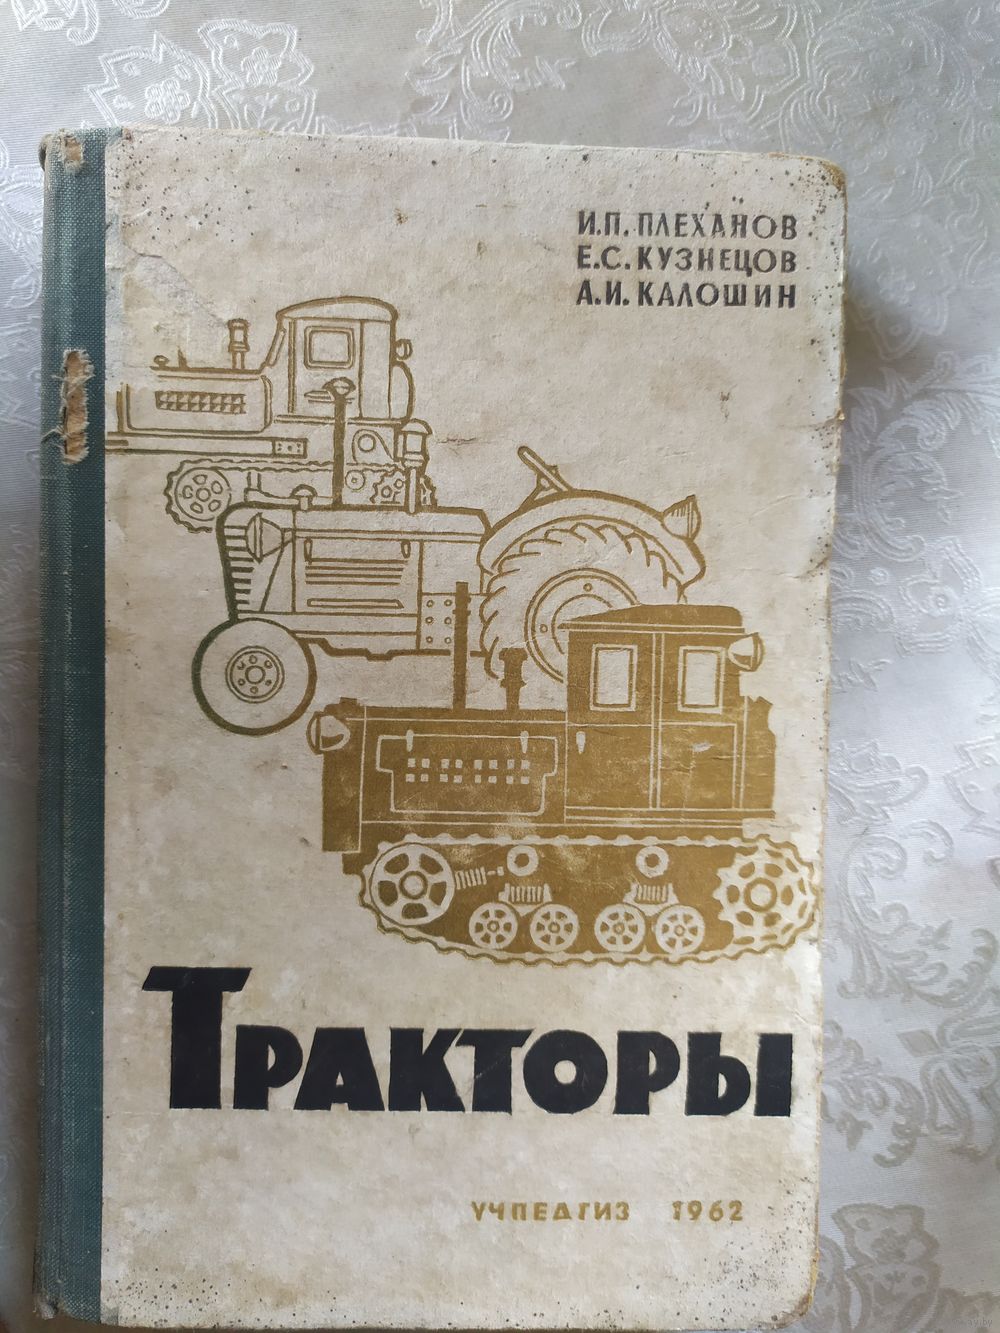 И.П. ПЛЕХАНОВ
Е.С. КУЗНЕЦОВ
А.И. КАЛОШИН
ТРАКТОРЫ
УЧПЕДГИЗ 1962